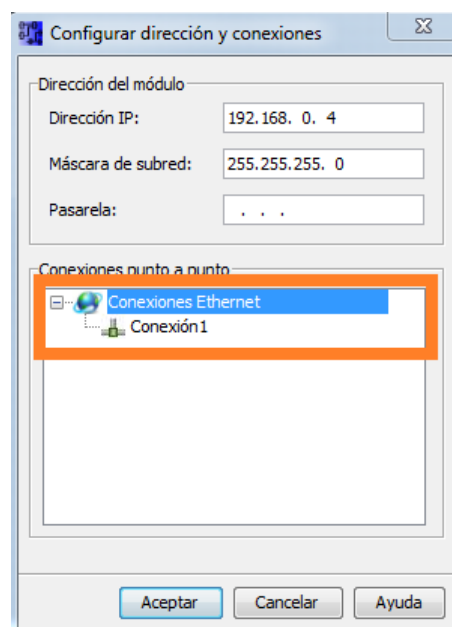 Configurar dirección y conexiones
Dirección del módulo
Dirección IP: 192.168. 0. 4
Máscara de subred: 255.255.255. 0
Pasarela: . . .
Conexiones punto a punto
Conexiones Ethernet
Conexión1
Aceptar Cancelar Ayuda